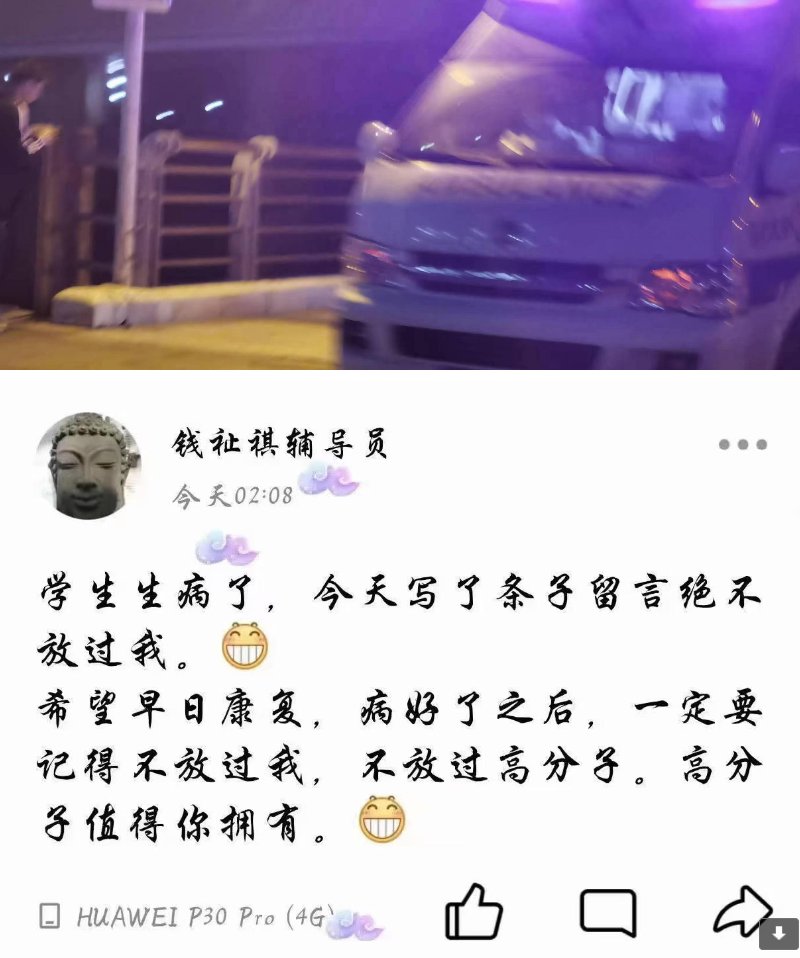 钱祉祺辅导员
今天02:08
学生生病了，今天写了条子留言绝不
放过我。
希望早日康复，病好了之后，一定要
记得不放过我，不放过高分子。高分
子值得你拥有。
HUAWEI P30 Pro (4G)